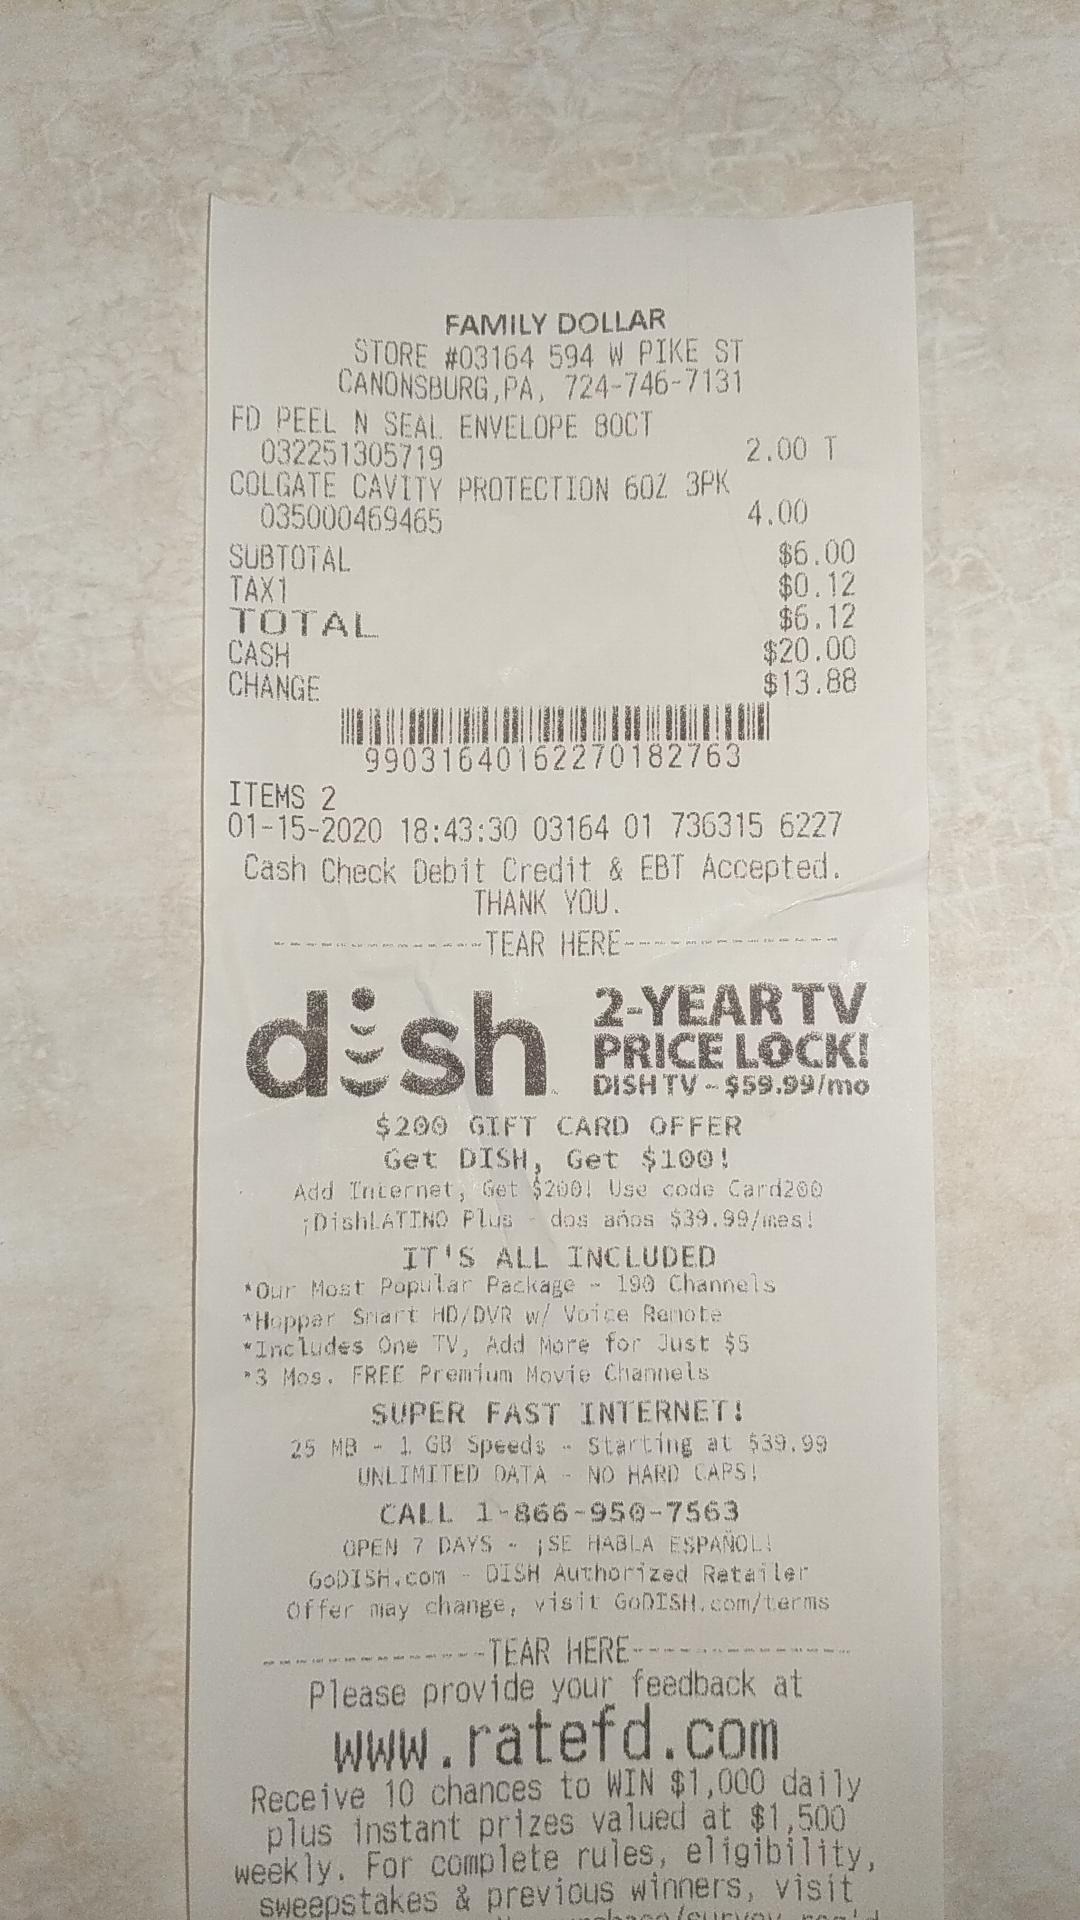 FAMILY DOLLAR
STORE #03164 594 W PIKE ST
CANONSBURG,PA, 724-746-7131
FD PEEL N SEAL ENVELOPE 80CT
032251305719 2.00 T
COLGATE CAVITY PROTECTION 6OZ 3PK
035000469465 4.00
SUBTOTAL $6.00
TAX1 $0.12
TOTAL $6.12
CASH $20.00
CHANGE $13.88
99031640162270182763
ITEMS 2
01-15-2020 18:43:30 03164 01 736315 6227
Cash Check Debit Credit & EBT Accepted.
THANK YOU.
--------------TEAR HERE--------------
dish 2-YEAR TV
PRICE LOCK!
DISH TV - $59.99/mo
$200 GIFT CARD OFFER
Get DISH, Get $100!
Add Internet, Get $200! Use code Card200
¡DishLATINO Plus - dos años $39.99/mes!
IT'S ALL INCLUDED
*Our Most Popular Package - 190 Channels
*Hopper Smart HD/DVR w/ Voice Remote
*Includes One TV, Add More for Just $5
*3 Mos. FREE Premium Movie Channels
SUPER FAST INTERNET!
25 MB - 1 GB Speeds - Starting at $39.99
UNLIMITED DATA - NO HARD CAPS!
CALL 1-866-950-7563
OPEN 7 DAYS - ¡SE HABLA ESPAÑOL!
GoDISH.com - DISH Authorized Retailer
Offer may change, visit GoDISH.com/terms
--------------TEAR HERE--------------
Please provide your feedback at
www.ratefd.com
Receive 10 chances to WIN $1,000 daily
plus instant prizes valued at $1,500
weekly. For complete rules, eligibility,
sweepstakes & previous winners, visit